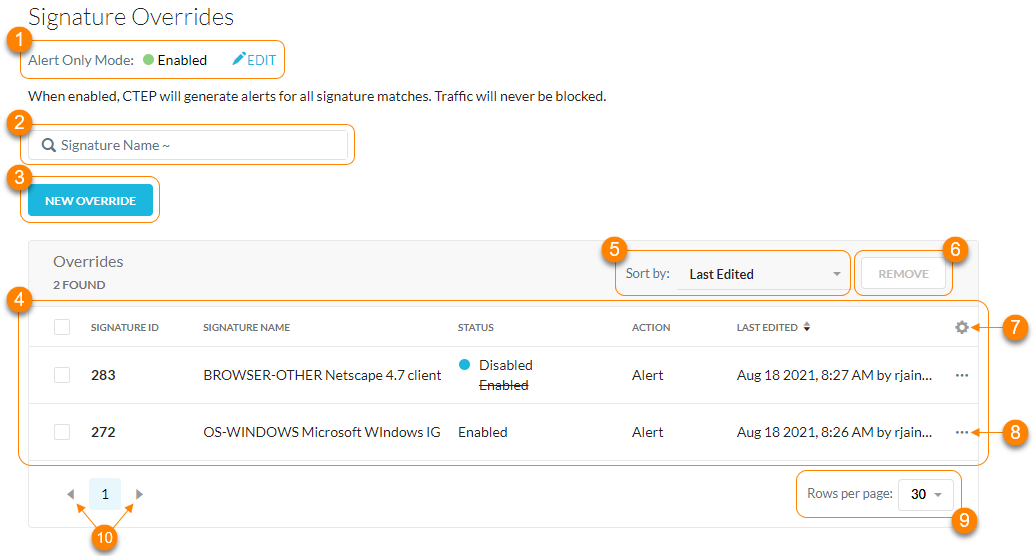 Signature Overrides
1
Alert Only Mode: Enabled EDIT
When enabled, CTEP will generate alerts for all signature matches. Traffic will never be blocked.
2
Signature Name ~
3
NEW OVERRIDE
Overrides
2 FOUND
5
Sort by: Last Edited
6
REMOVE
4
SIGNATURE ID SIGNATURE NAME STATUS ACTION LAST EDITED
7
283 BROWSER-OTHER Netscape 4.7 client Disabled Alert Aug 18 2021, 8:27 AM by rjain... ...
Enabled
272 OS-WINDOWS Microsoft WIndows IG Enabled Alert Aug 18 2021, 8:26 AM by rjain... ...
8
1
10
Rows per page: 30
9